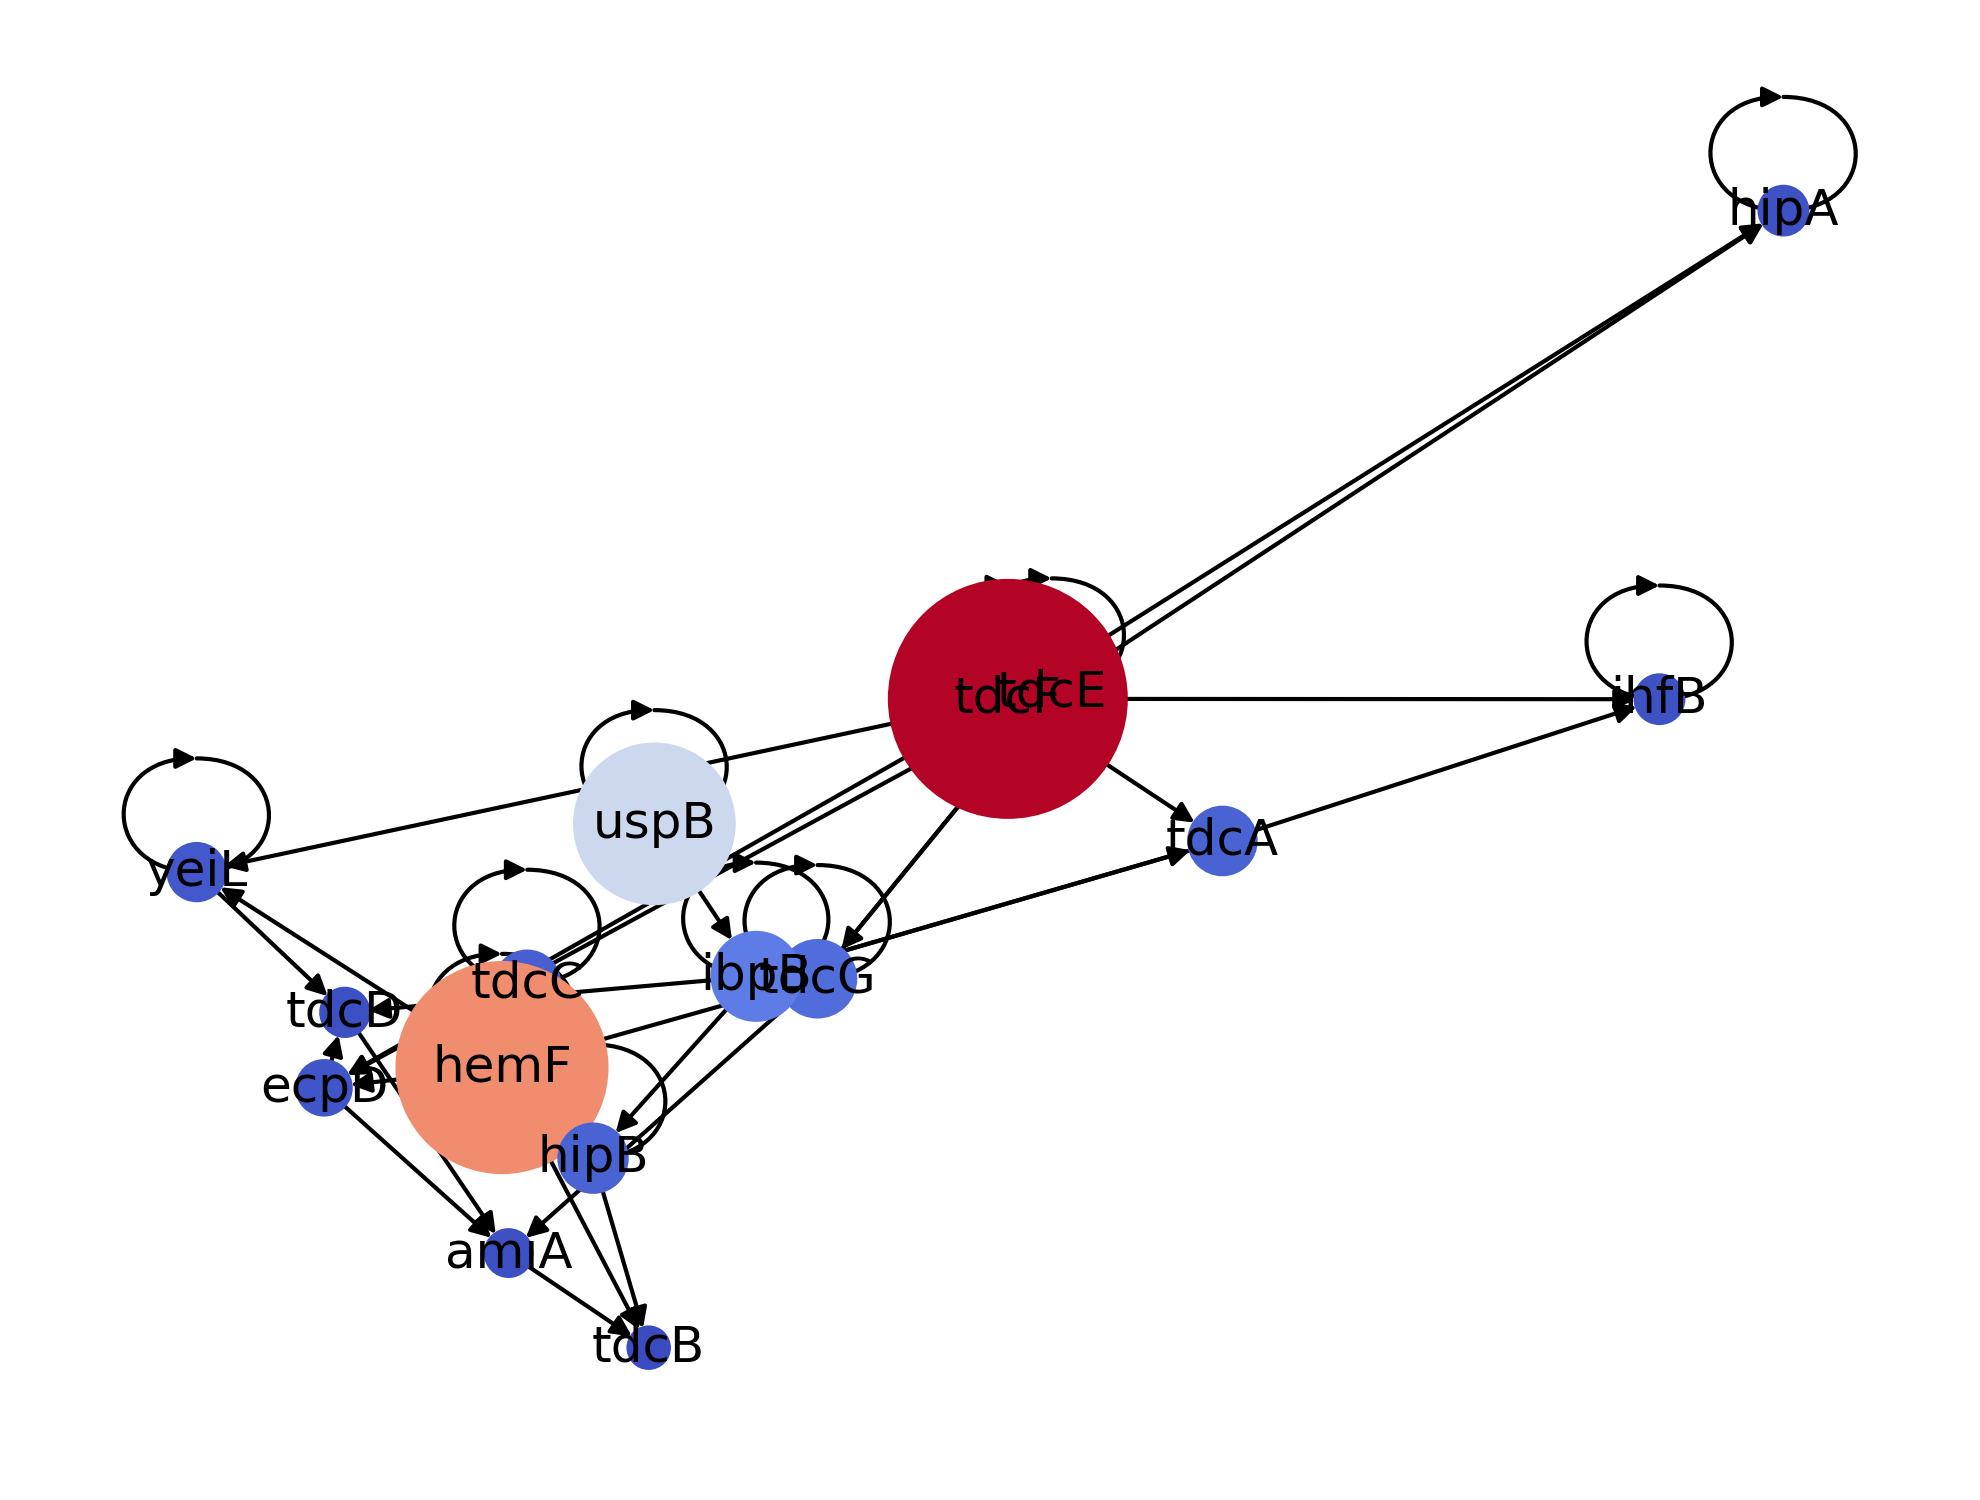 hipA
tdcF
tdcE
ihfB
uspB
tdcA
yeiL
ibpB
tdcG
tdcC
tdcD
hemF
ecpD
hipB
amiA
tdcB